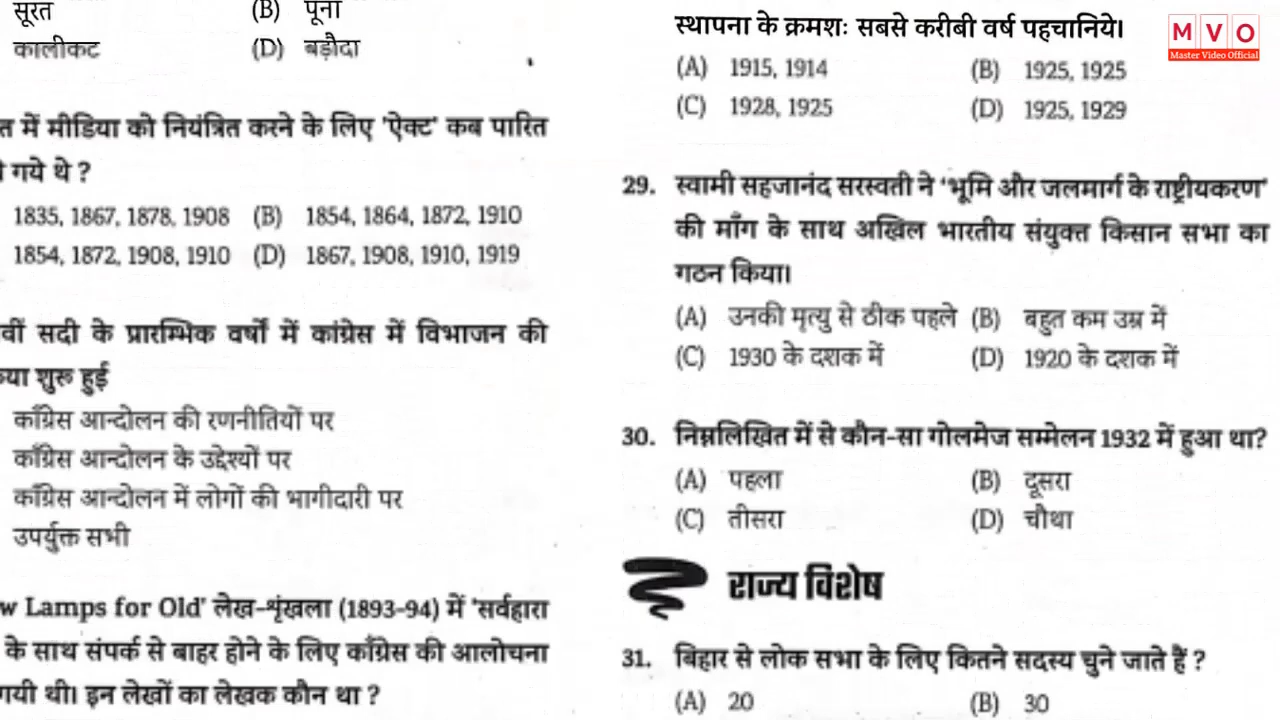 सूरत (B) पूना
कालीकट (D) बड़ौदा
में मीडिया को नियंत्रित करने के लिए 'ऐक्ट' कब पारित
गये थे ?
1835, 1867, 1878, 1908 (B) 1854, 1864, 1872, 1910
1854, 1872, 1908, 1910 (D) 1867, 1908, 1910, 1919
वीं सदी के प्रारम्भिक वर्षों में कांग्रेस में विभाजन की
शुरू हुई
काँग्रेस आन्दोलन की रणनीतियों पर
काँग्रेस आन्दोलन के उद्देश्यों पर
काँग्रेस आन्दोलन में लोगों की भागीदारी पर
उपर्युक्त सभी
w Lamps for Old' लेख-शृंखला (1893-94) में 'सर्वहारा
के साथ संपर्क से बाहर होने के लिए काँग्रेस की आलोचना
गयी थी। इन लेखों का लेखक कौन था ?
स्थापना के क्रमशः सबसे करीबी वर्ष पहचानिये।
(A) 1915, 1914 (B) 1925, 1925
(C) 1928, 1925 (D) 1925, 1929
29. स्वामी सहजानंद सरस्वती ने 'भूमि और जलमार्ग के राष्ट्रीयकरण'
की माँग के साथ अखिल भारतीय संयुक्त किसान सभा का
गठन किया।
(A) उनकी मृत्यु से ठीक पहले (B) बहुत कम उम्र में
(C) 1930 के दशक में (D) 1920 के दशक में
30. निम्नलिखित में से कौन-सा गोलमेज सम्मेलन 1932 में हुआ था?
(A) पहला (B) दूसरा
(C) तीसरा (D) चौथा
राज्य विशेष
31. बिहार से लोक सभा के लिए कितने सदस्य चुने जाते हैं ?
(A) 20 (B) 30
M V O
Master Video Official